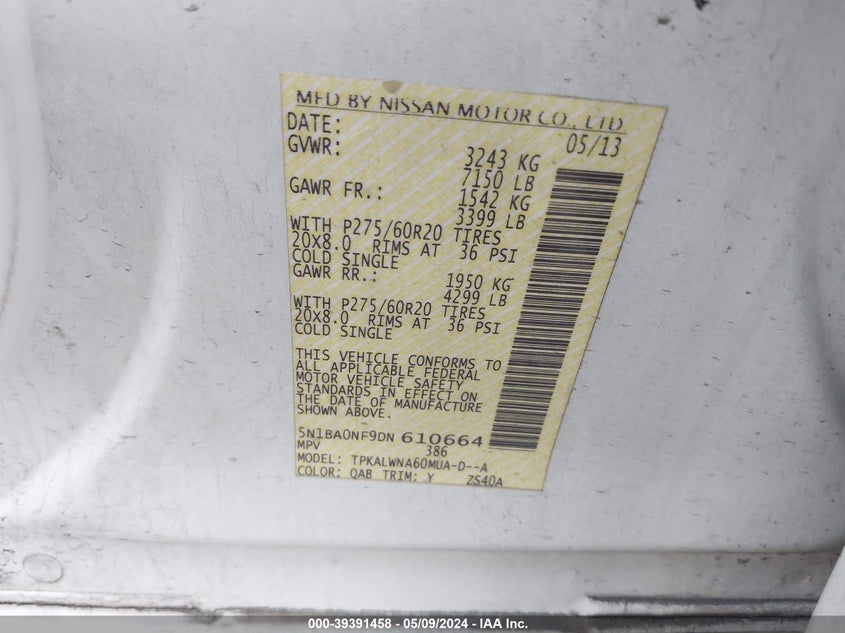 MFD BY NISSAN MOTOR CO., LTD.
DATE: 05/13
GVWR: 3243 KG
7150 LB
GAWR FR.: 1542 KG
3399 LB
WITH P275/60R20 TIRES
20X8.0 RIMS AT 36 PSI
COLD SINGLE
GAWR RR.: 1950 KG
4299 LB
WITH P275/60R20 TIRES
20X8.0 RIMS AT 36 PSI
COLD SINGLE
THIS VEHICLE CONFORMS TO
ALL APPLICABLE FEDERAL
MOTOR VEHICLE SAFETY
STANDARDS IN EFFECT ON
THE DATE OF MANUFACTURE
SHOWN ABOVE.
5N1BA0NF9DN 610664
MPV 386
MODEL: TPKALWNA60MUA-D--A
COLOR: QAB TRIM: Y ZS40A
000-39391458 - 05/09/2024 - IAA Inc.